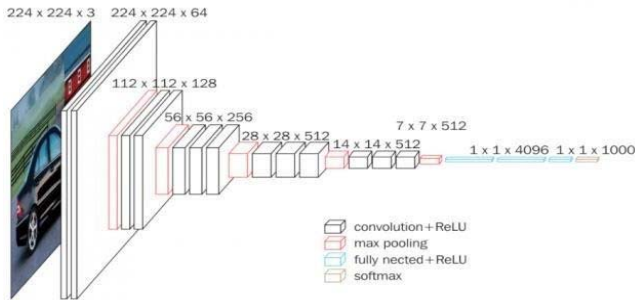 224 x 224 x 3
224 x 224 x 64
112 x 112 x 128
56 x 56 x 256
28 x 28 x 512
14 x 14 x 512
7 x 7 x 512
1 x 1 x 4096
1 x 1 x 1000
convolution+ReLU
max pooling
fully nected+ReLU
softmax